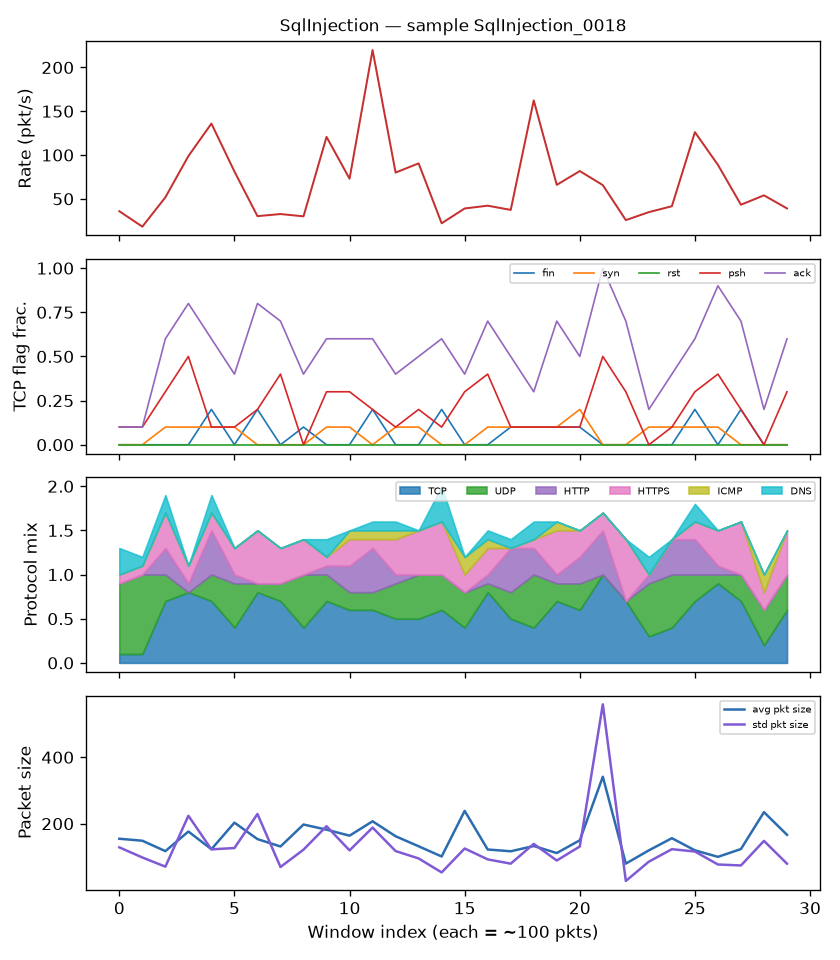 SqlInjection — sample SqlInjection_0018
Rate (pkt/s)
200
150
100
50
TCP flag frac.
1.00
0.75
0.50
0.25
0.00
fin syn rst psh ack
Protocol mix
2.0
1.5
1.0
0.5
0.0
TCP UDP HTTP HTTPS ICMP DNS
Packet size
400
200
avg pkt size
std pkt size
0 5 10 15 20 25 30
Window index (each = ~100 pkts)